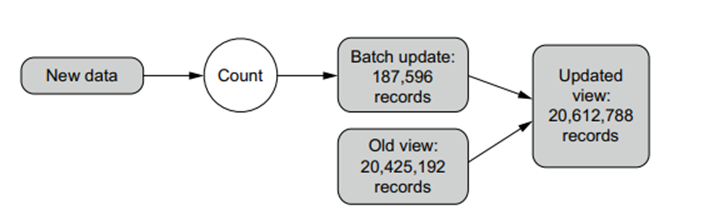 New data
Count
Batch update:
187,596
records
Old view:
20,425,192
records
Updated
view:
20,612,788
records